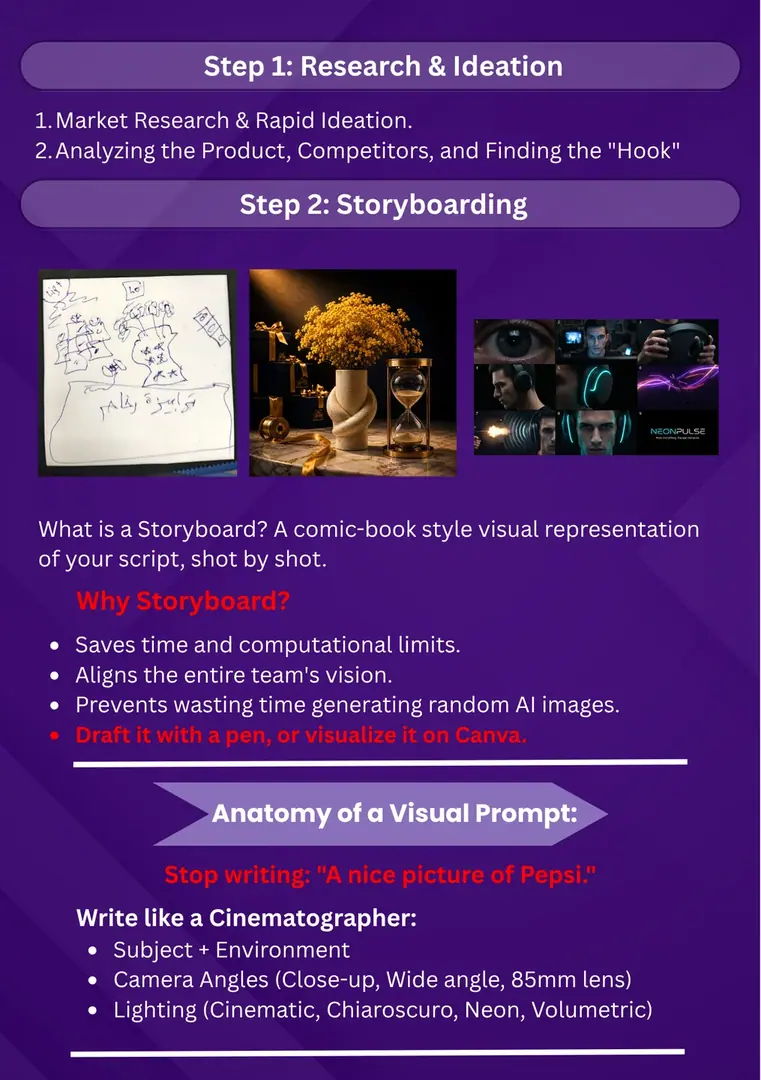 Step 1: Research & Ideation
1. Market Research & Rapid Ideation.
2. Analyzing the Product, Competitors, and Finding the "Hook"
Step 2: Storyboarding
NEONPULSE
What is a Storyboard? A comic-book style visual representation
of your script, shot by shot.
Why Storyboard?
• Saves time and computational limits.
• Aligns the entire team's vision.
• Prevents wasting time generating random AI images.
• Draft it with a pen, or visualize it on Canva.
Anatomy of a Visual Prompt:
Stop writing: "A nice picture of Pepsi."
Write like a Cinematographer:
• Subject + Environment
• Camera Angles (Close-up, Wide angle, 85mm lens)
• Lighting (Cinematic, Chiaroscuro, Neon, Volumetric)